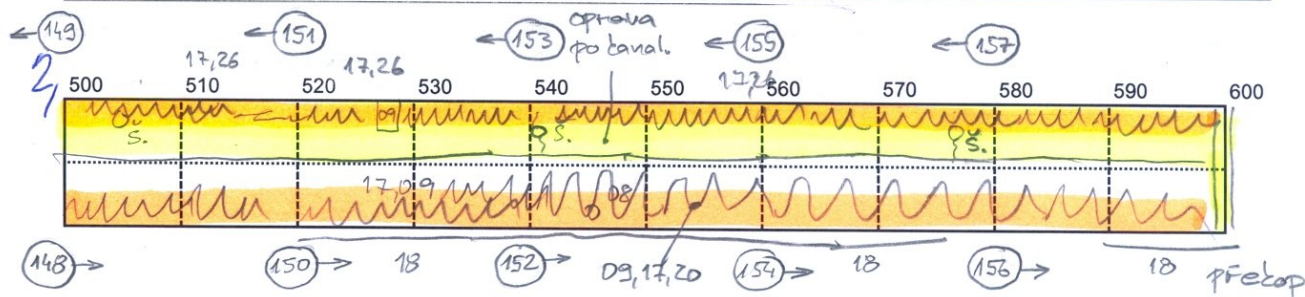 149 151 oprava 153 po kanal. 155 157
2,
17,26 17,26 17,26
500 510 520 530 540 550 560 570 580 590 600
09
Š. Š. Š.
17,09 08
148 150 18 152 09,17,20 154 18 156 18 překop